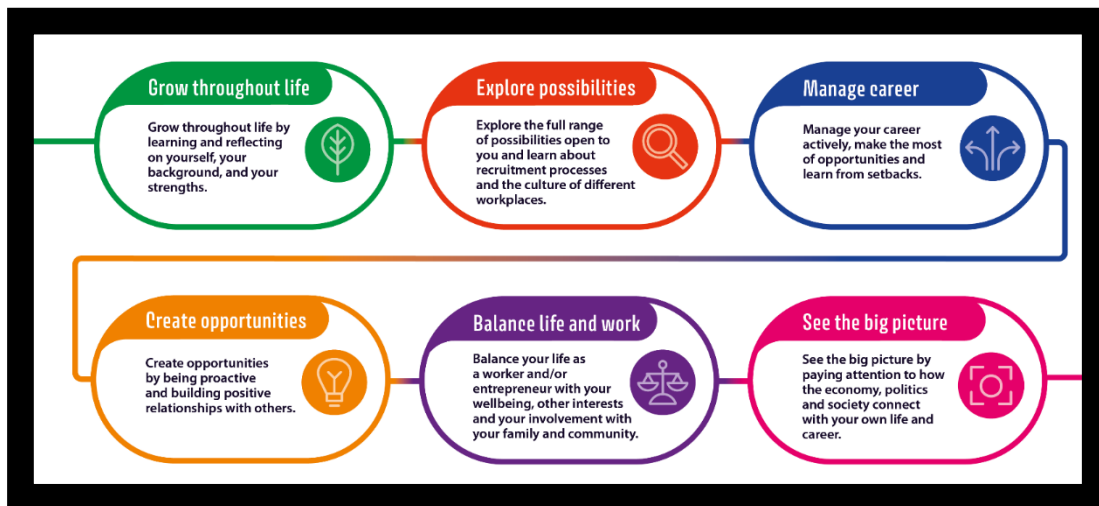 Grow throughout life
Grow throughout life by
learning and reflecting
on yourself, your
background, and your
strengths.
Explore possibilities
Explore the full range
of possibilities open to
you and learn about
recruitment processes
and the culture of different
workplaces.
Manage career
Manage your career
actively, make the most
of opportunities and
learn from setbacks.
Create opportunities
Create opportunities
by being proactive
and building positive
relationships with others.
Balance life and work
Balance your life as
a worker and/or
entrepreneur with your
wellbeing, other interests
and your involvement with
your family and community.
See the big picture
See the big picture by
paying attention to how
the economy, politics
and society connect
with your own life and
career.